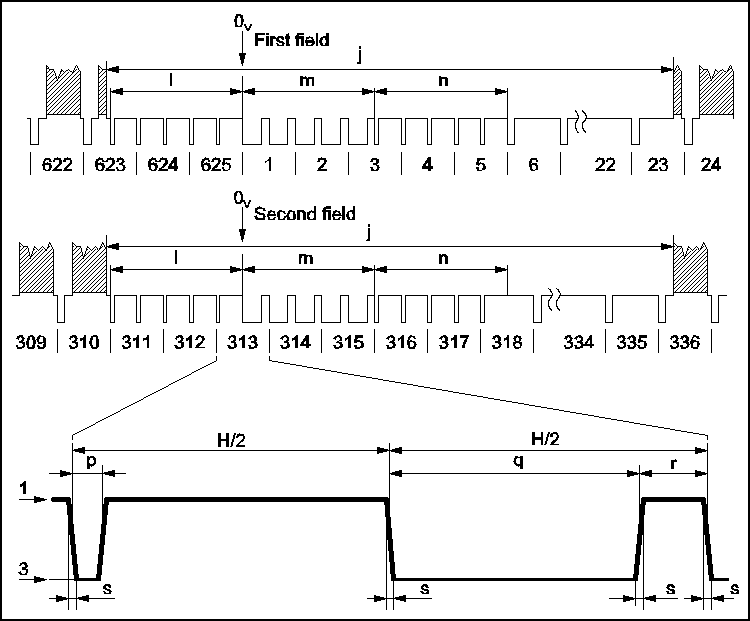 0V
First field
j
l m n
622 623 624 625 1 2 3 4 5 6 22 23 24
0V
Second field
j
l m n
309 310 311 312 313 314 315 316 317 318 334 335 336
H/2 H/2
p q r
1
3
s s s s